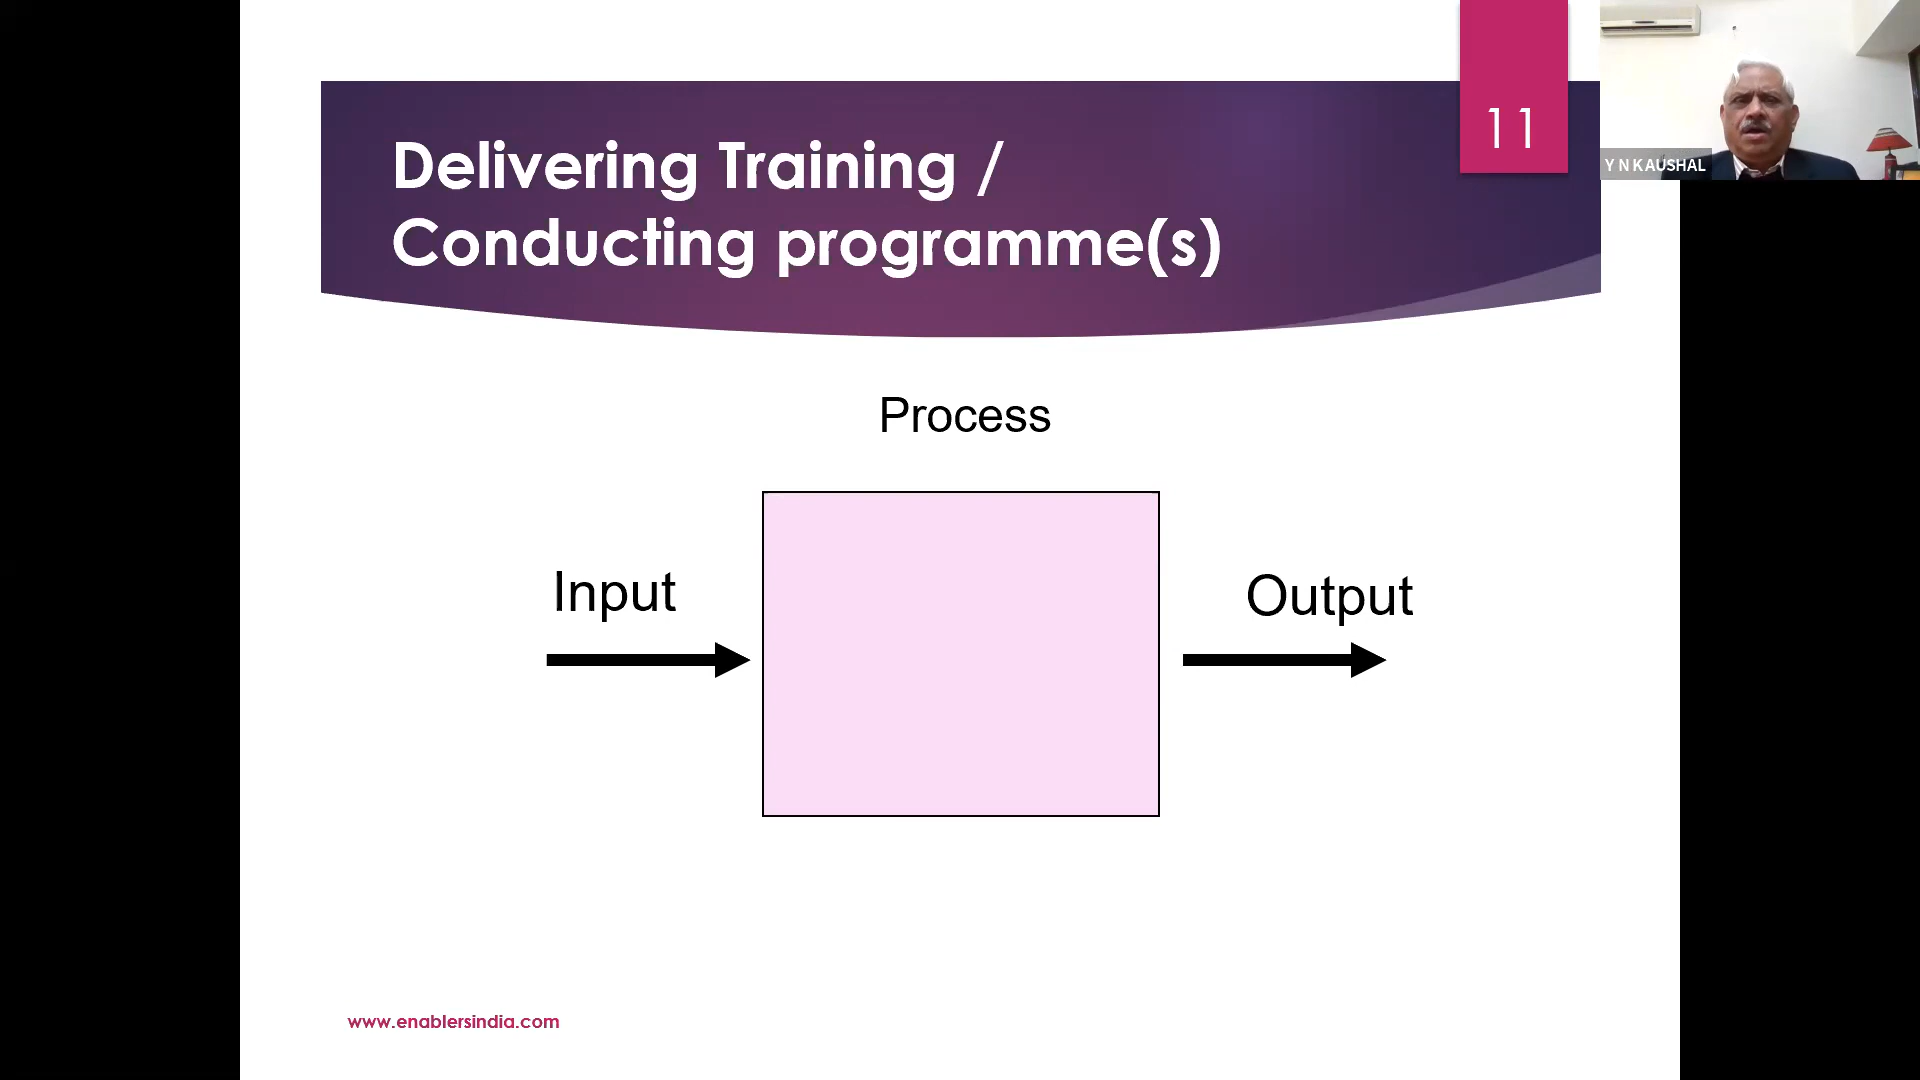 11
Delivering Training /
Conducting programme(s)
Y N KAUSHAL
Process
Input
Output
www.enablersindia.com